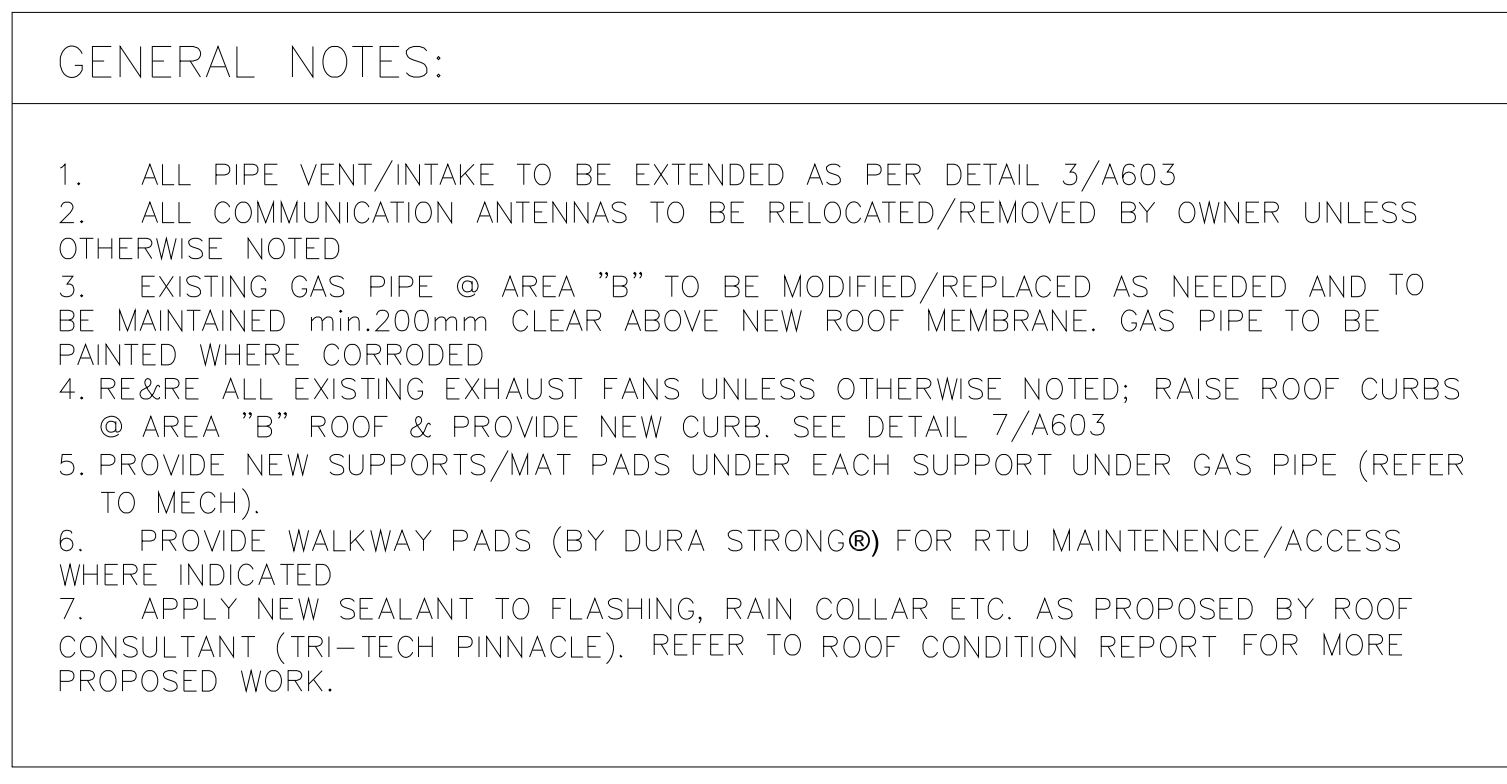 GENERAL NOTES:
1. ALL PIPE VENT/INTAKE TO BE EXTENDED AS PER DETAIL 3/A603
2. ALL COMMUNICATION ANTENNAS TO BE RELOCATED/REMOVED BY OWNER UNLESS
OTHERWISE NOTED
3. EXISTING GAS PIPE @ AREA "B" TO BE MODIFIED/REPLACED AS NEEDED AND TO
BE MAINTAINED min.200mm CLEAR ABOVE NEW ROOF MEMBRANE. GAS PIPE TO BE
PAINTED WHERE CORRODED
4. RE&RE ALL EXISTING EXHAUST FANS UNLESS OTHERWISE NOTED; RAISE ROOF CURBS
@ AREA "B" ROOF & PROVIDE NEW CURB. SEE DETAIL 7/A603
5. PROVIDE NEW SUPPORTS/MAT PADS UNDER EACH SUPPORT UNDER GAS PIPE (REFER
TO MECH).
6. PROVIDE WALKWAY PADS (BY DURA STRONG®) FOR RTU MAINTENENCE/ACCESS
WHERE INDICATED
7. APPLY NEW SEALANT TO FLASHING, RAIN COLLAR ETC. AS PROPOSED BY ROOF
CONSULTANT (TRI-TECH PINNACLE). REFER TO ROOF CONDITION REPORT FOR MORE
PROPOSED WORK.